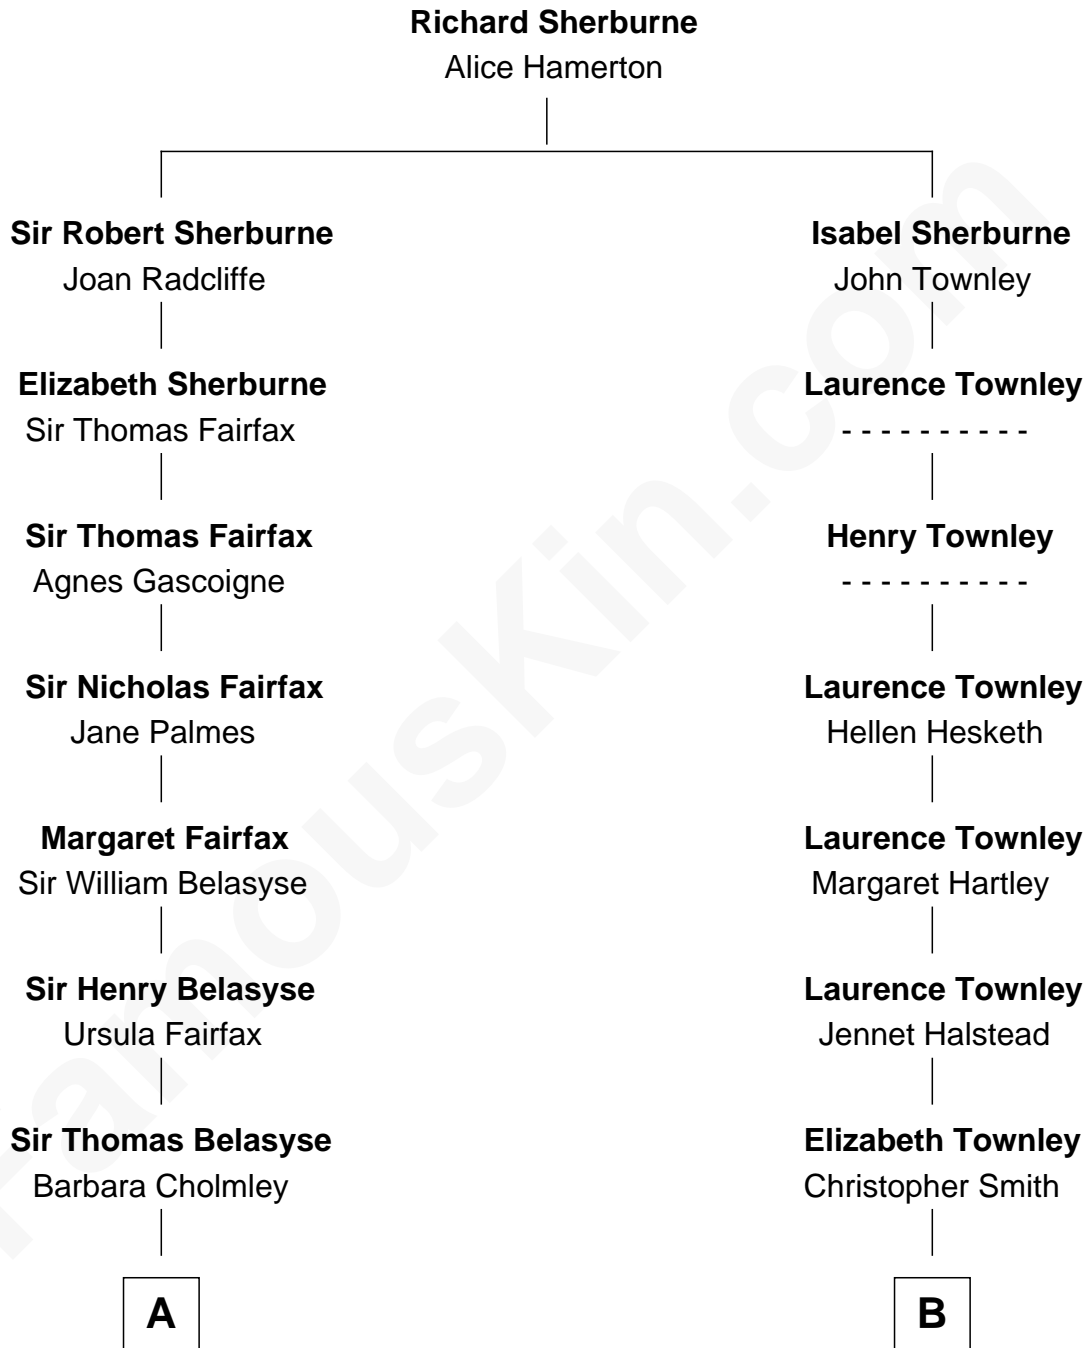 Richard Sherburne
Alice Hamerton
Sir Robert Sherburne
Joan Radcliffe
Isabel Sherburne
John Townley
Elizabeth Sherburne
Sir Thomas Fairfax
Laurence Townley
- - - - - - - - - -
Sir Thomas Fairfax
Agnes Gascoigne
Henry Townley
- - - - - - - - - -
Sir Nicholas Fairfax
Jane Palmes
Laurence Townley
Hellen Hesketh
Margaret Fairfax
Sir William Belasyse
Laurence Townley
Margaret Hartley
Sir Henry Belasyse
Ursula Fairfax
Laurence Townley
Jennet Halstead
Sir Thomas Belasyse
Barbara Cholmley
Elizabeth Townley
Christopher Smith
A
B
FamousKin.com